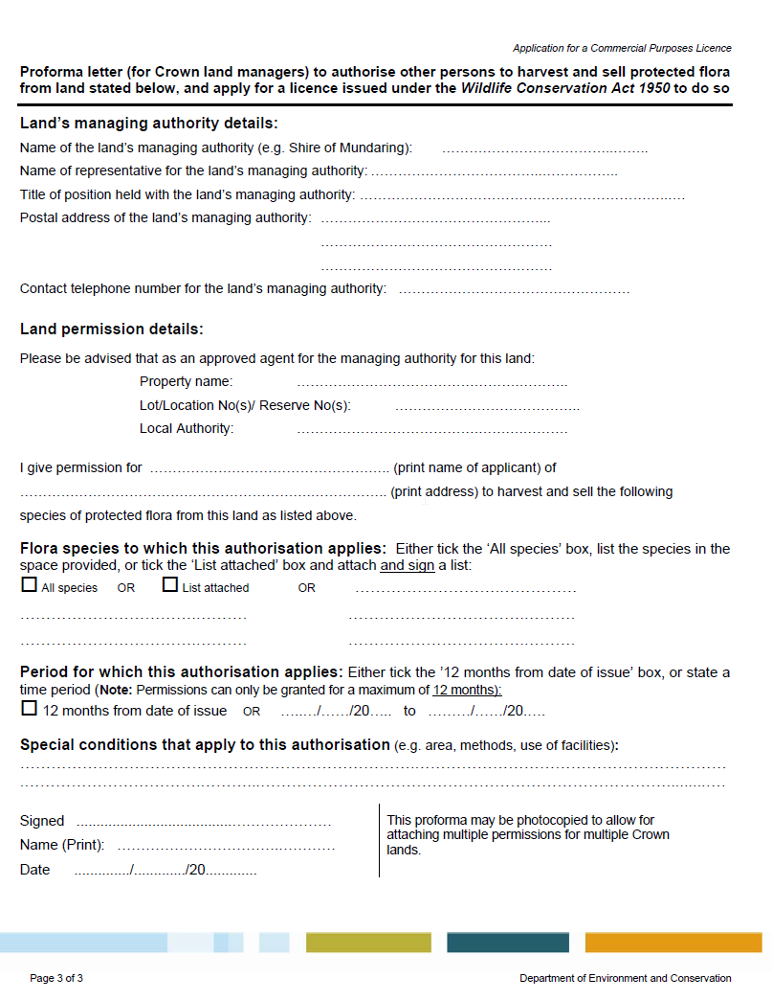 Application for a Commercial Purposes Licence
Proforma letter (for Crown land managers) to authorise other persons to harvest and sell protected flora
from land stated below, and apply for a licence issued under the Wildlife Conservation Act 1950 to do so
Land’s managing authority details:
Name of the land’s managing authority (e.g. Shire of Mundaring): ………………………………..……..
Name of representative for the land’s managing authority: ………………………………..……………..
Title of position held with the land’s managing authority: …………………………………………………………..…
Postal address of the land’s managing authority: …………………………………………...
……………………………………………
……………………………………………
Contact telephone number for the land’s managing authority: ……………………………………………
Land permission details:
Please be advised that as an approved agent for the managing authority for this land:
Property name: ……………………………………………………
Lot/Location No(s)/ Reserve No(s): …………………………………..
Local Authority: ……………………………………………………
I give permission for …………………………………………….. (print name of applicant) of
……………………………………………………………………… (print address) to harvest and sell the following
species of protected flora from this land as listed above.
Flora species to which this authorisation applies: Either tick the ‘All species’ box, list the species in the
space provided, or tick the ‘List attached’ box and attach and sign a list:
☐ All species OR ☐ List attached OR …………………………………………
………………………………………… …………………………………………
………………………………………… …………………………………………
Period for which this authorisation applies: Either tick the ’12 months from date of issue’ box, or state a
time period (Note: Permissions can only be granted for a maximum of 12 months):
☐ 12 months from date of issue OR ………/……/20….. to ………/……/20…..
Special conditions that apply to this authorisation (e.g. area, methods, use of facilities):
…………………………………………………………………………………………………………………………
…………………………………………………………………………………………………………………………
Signed ......................................…………………
Name (Print): …………………………………………
Date ............../............./20.............
This proforma may be photocopied to allow for
attaching multiple permissions for multiple Crown
lands.
Page 3 of 3 Department of Environment and Conservation